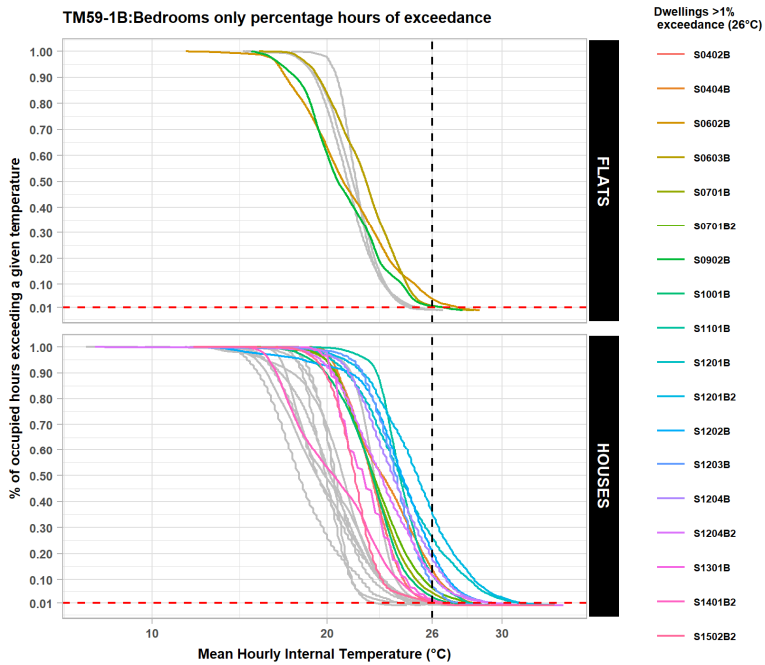 TM59-1B:Bedrooms only percentage hours of exceedance
Dwellings >1%
exceedance (26°C)
S0402B
S0404B
S0602B
S0603B
S0701B
S0701B2
S0902B
S1001B
S1101B
S1201B
S1201B2
S1202B
S1203B
S1204B
S1204B2
S1301B
S1401B2
S1502B2
% of occupied hours exceeding a given temperature
1.00
0.90
0.80
0.70
0.60
0.50
0.40
0.30
0.20
0.10
0.01
FLATS
1.00
0.90
0.80
0.70
0.60
0.50
0.40
0.30
0.20
0.10
0.01
HOUSES
10
20
26
30
Mean Hourly Internal Temperature (°C)